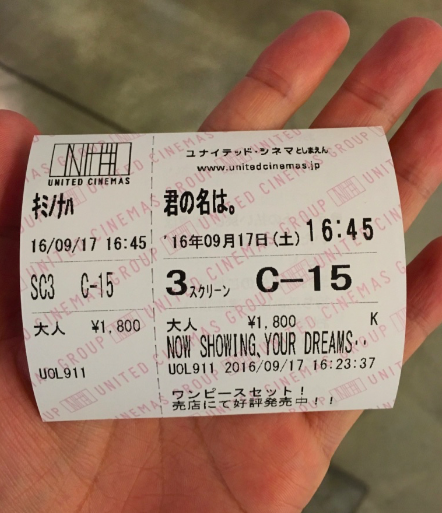 UNITED CINEMAS
ｷﾐﾉﾅﾊ
16/09/17 16:45
SC3 C-15
大人 ¥1,800
UOL911
ユナイテッド・シネマとしまえん
www.unitedcinemas.jp
君の名は。
'16年09月17日(土) 16:45
3スクリーン C-15
大人 ¥1,800 K
NOW SHOWING,YOUR DREAMS・・
UOL911 2016/09/17 16:23:37
ワンピースセット!
売店にて好評発売中!!
UNITED CINEMAS GROUP